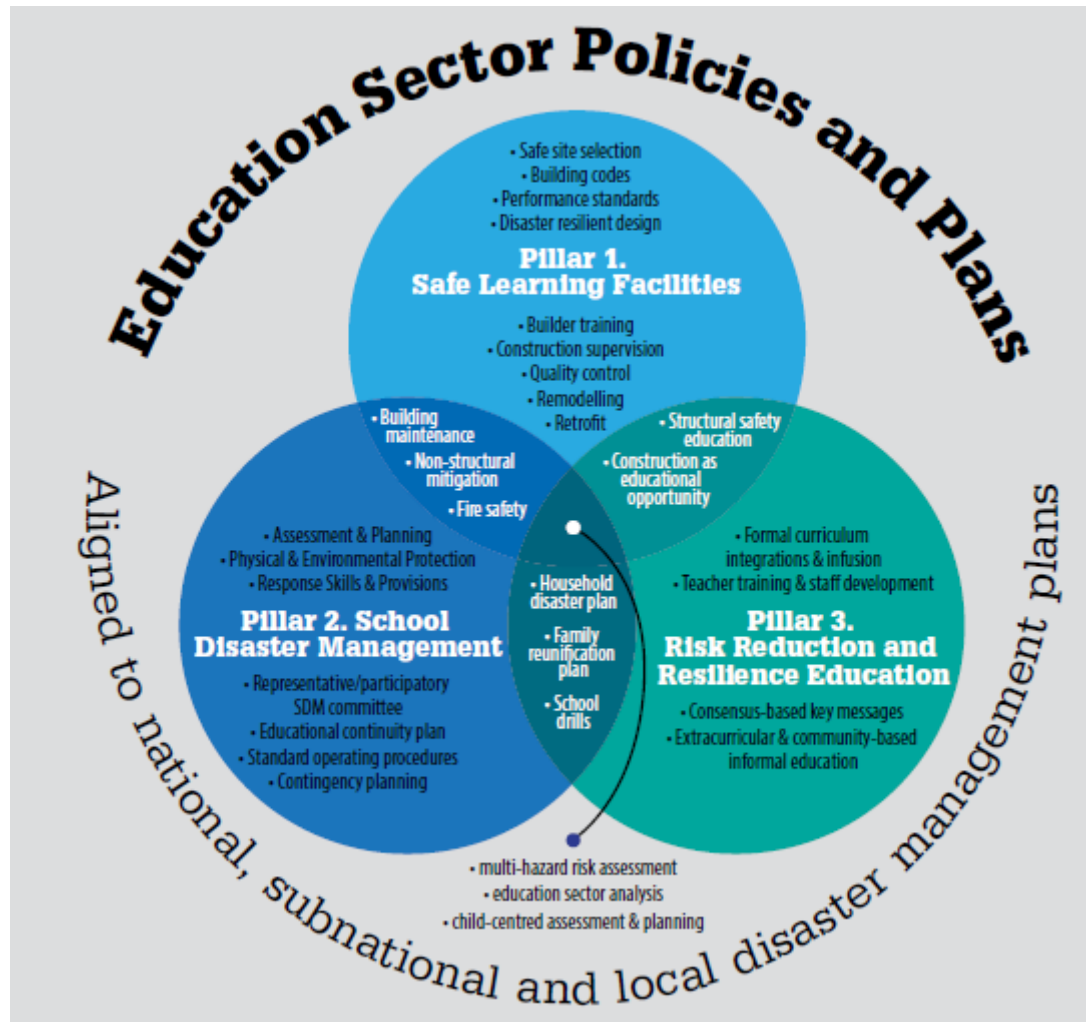 Education Sector Policies and Plans
• Safe site selection
• Building codes
• Performance standards
• Disaster resilient design
Pillar 1.
Safe Learning Facilities
• Builder training
• Construction supervision
• Quality control
• Remodelling
• Retrofit
• Building
maintenance
• Non-structural
mitigation
• Fire safety
• Structural safety
education
• Construction as
educational
opportunity
• Assessment & Planning
• Physical & Environmental Protection
• Response Skills & Provisions
Pillar 2. School
Disaster Management
• Representative/participatory
SDM committee
• Educational continuity plan
• Standard operating procedures
• Contingency planning
• Household
disaster plan
• Family
reunification
plan
• School
drills
• Formal curriculum
integrations & infusion
• Teacher training & staff development
Pillar 3.
Risk Reduction and
Resilience Education
• Consensus-based key messages
• Extracurricular & community-based
informal education
• multi-hazard risk assessment
• education sector analysis
• child-centred assessment & planning
Aligned to national, subnational and local disaster management plans